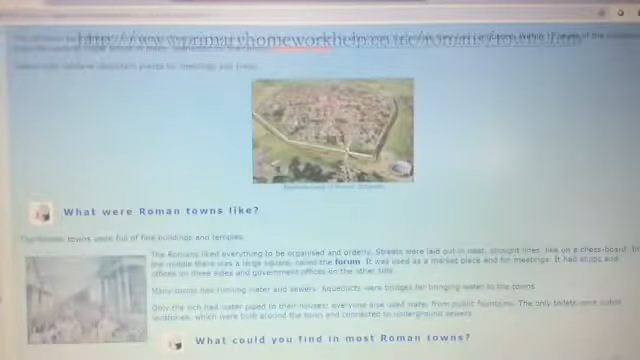 http://www.primaryhomeworkhelp.co.uk/romans/towns.htm
What were Roman towns like?
The Roman towns were full of fine buildings and temples.
The Romans liked everything to be organised and orderly. Streets were laid out in neat, straight lines, like on a chess-board. In
the middle there was a large square, called the forum. It was used as a market place and for meetings. It had shops and
offices on three sides and government offices on the other side.
Many towns had running water and sewers. Aqueducts were bridges for bringing water to the towns.
Only the rich had water piped to their houses; everyone else used water from public fountains. The only toilets were public
lavatories, which were built around the town and connected to underground sewers.
What could you find in most Roman towns?